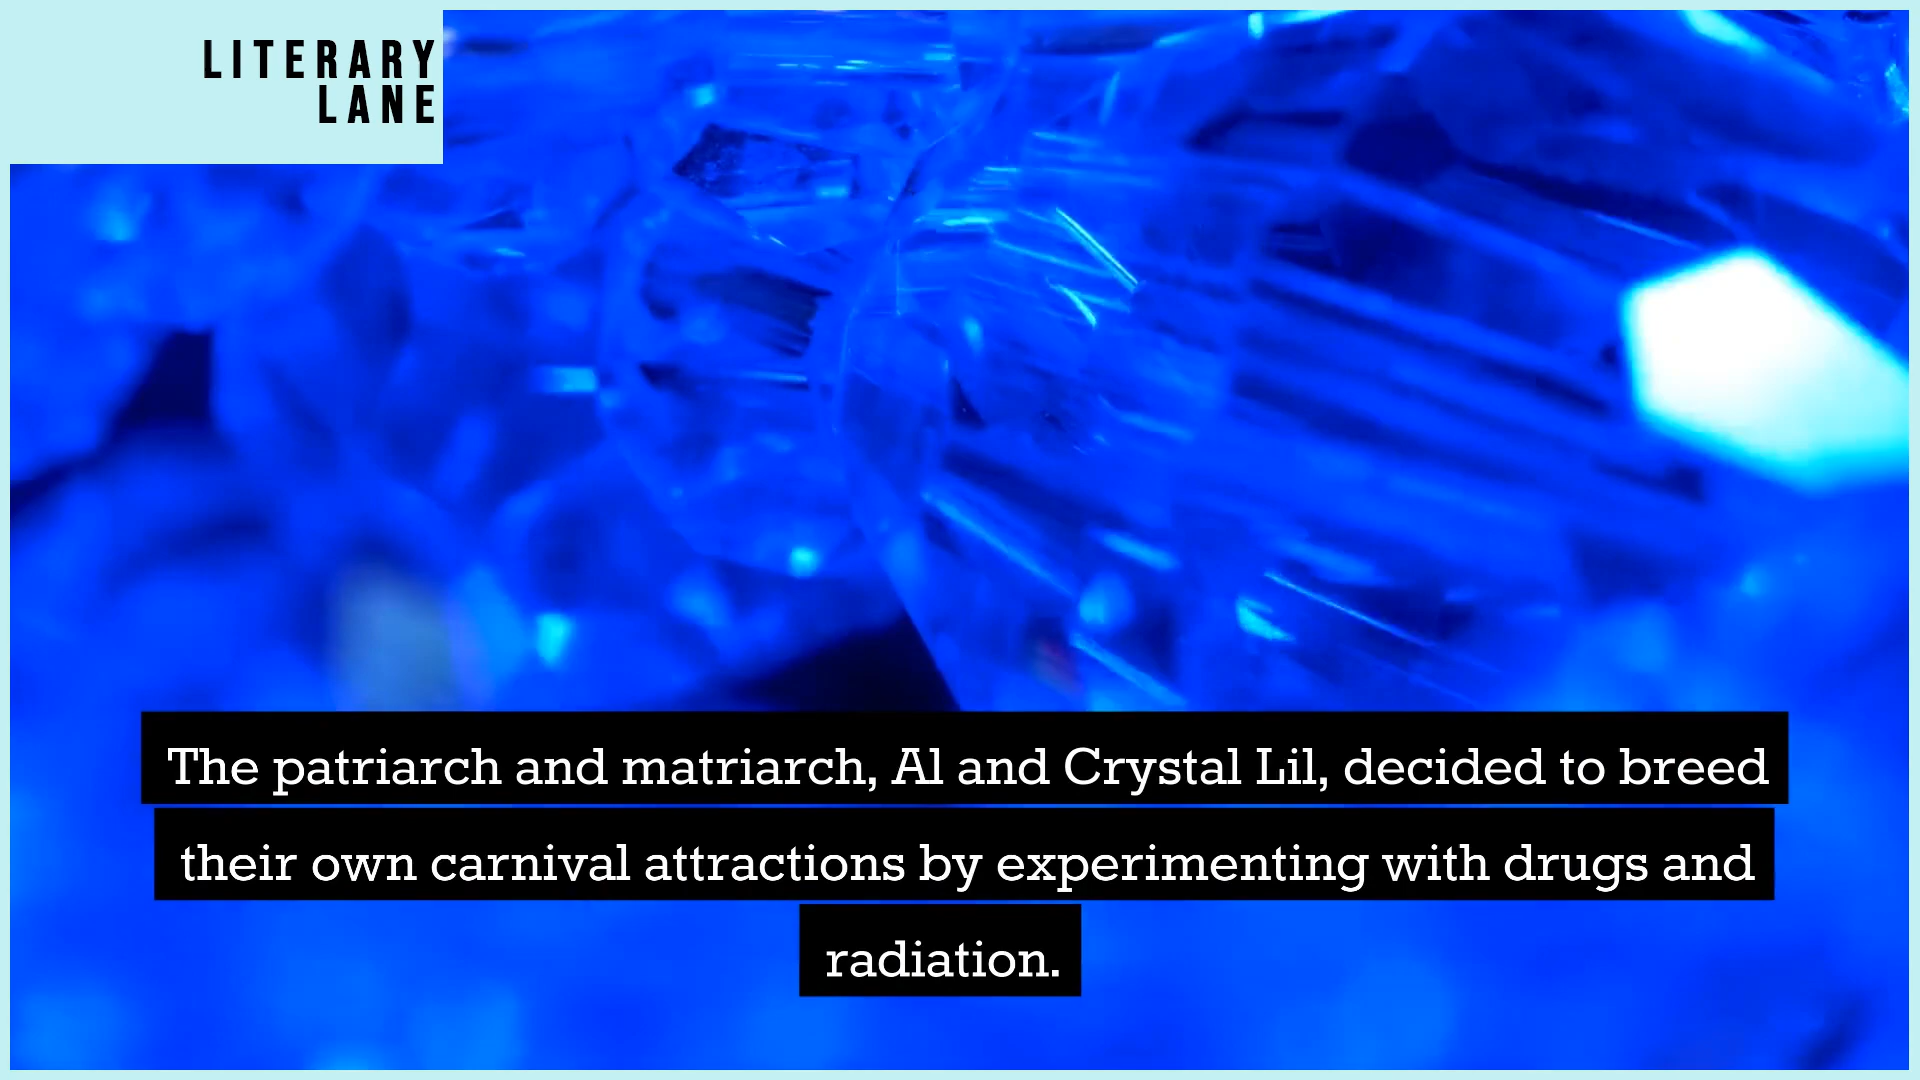 LITERARY
LANE
The patriarch and matriarch, Al and Crystal Lil, decided to breed
their own carnival attractions by experimenting with drugs and
radiation.